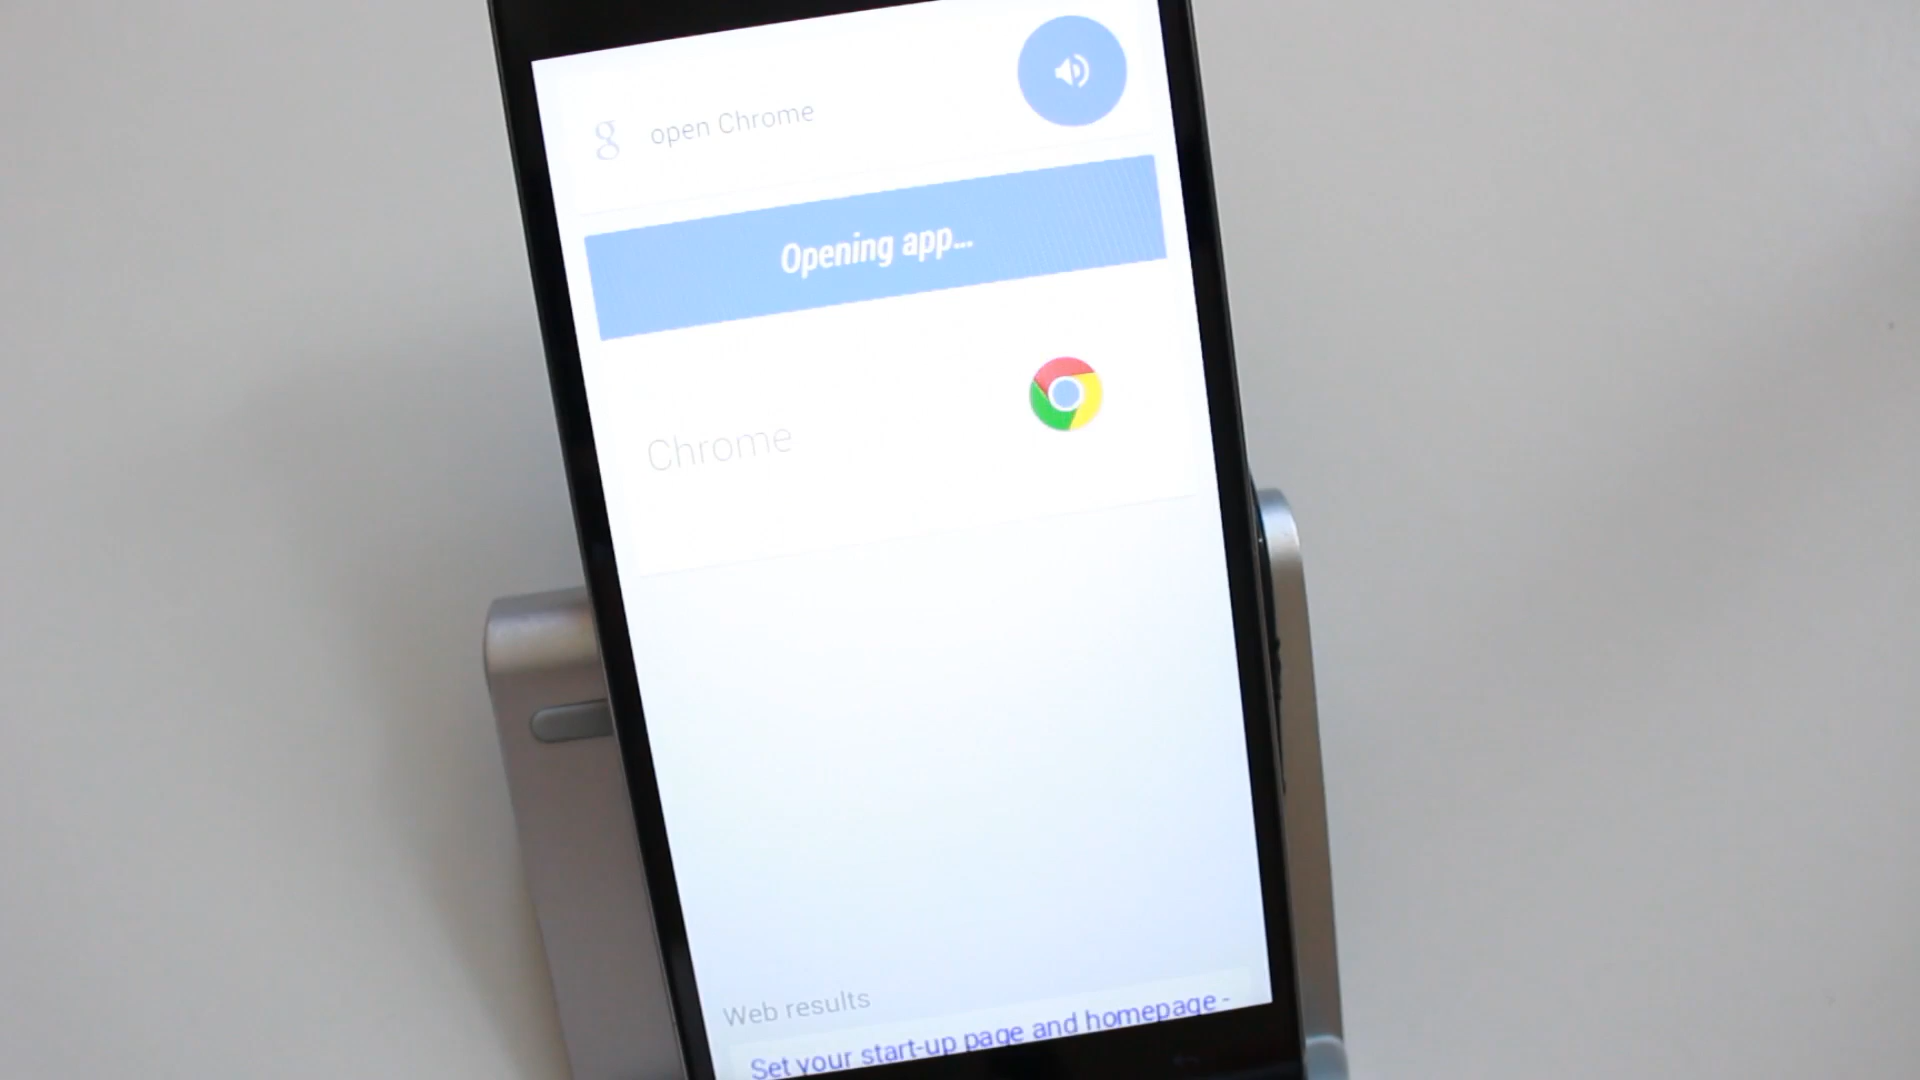 g open Chrome
Opening app...
Chrome
Web results
Set your start-up page and homepage -